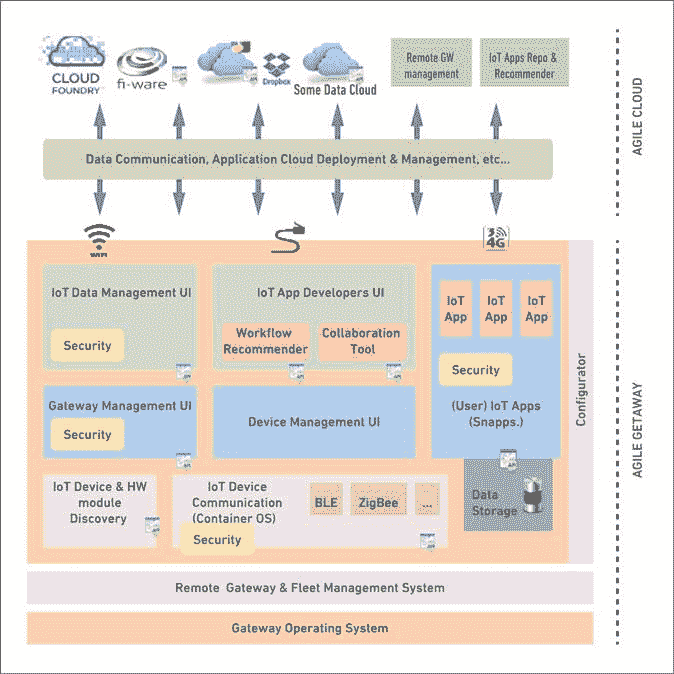 CLOUD
FOUNDRY
fi-ware
Dropbox
Some Data Cloud
Remote GW
management
IoT Apps Repo &
Recommender
AGILE CLOUD
Data Communication, Application Cloud Deployment & Management, etc...
WIFI
3
4G
IoT Data Management UI
Security
IoT App Developers UI
Workflow
Recommender
Collaboration
Tool
IoT
App
IoT
App
IoT
App
Security
(User) IoT Apps
(Snapps.)
API
Configurator
AGILE GETAWAY
Gateway Management UI
Security
Device Management UI
IoT Device & HW
module
Discovery
IoT Device
Communication
(Container OS)
Security
BLE
ZigBee
...
Data
Storage
Remote Gateway & Fleet Management System
Gateway Operating System